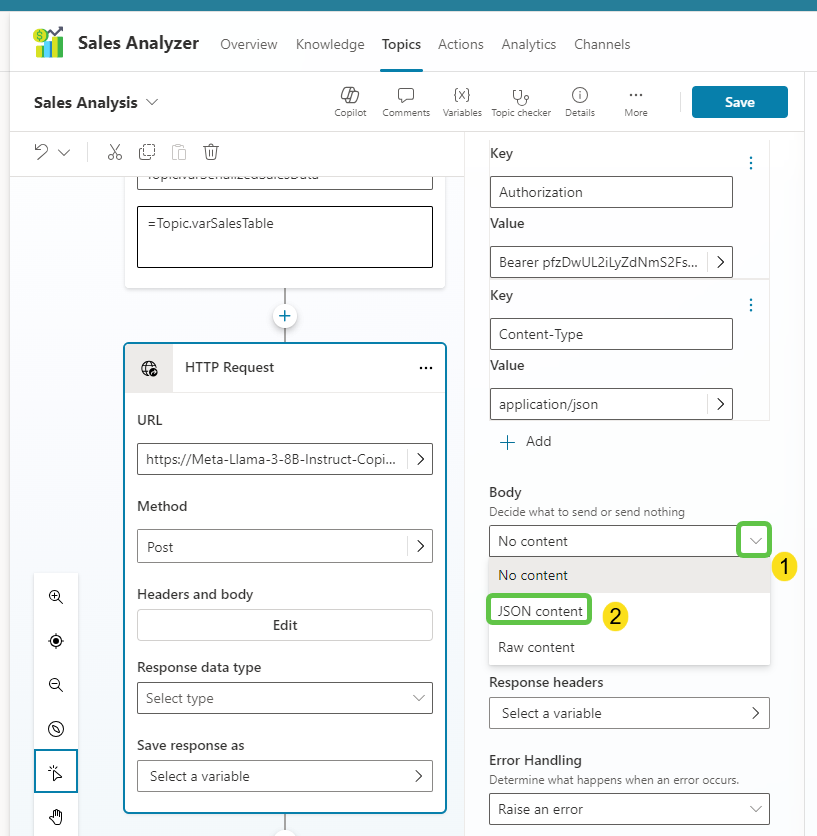 Sales Analyzer
Overview
Knowledge
Topics
Actions
Analytics
Channels
Sales Analysis
Copilot
Comments
{x}
Variables
Topic checker
Details
More
Save
=Topic.varSalesTable
HTTP Request
URL
https://Meta-Llama-3-8B-Instruct-Copi...
Method
Post
Headers and body
Edit
Response data type
Select type
Save response as
Select a variable
Key
Authorization
Value
Bearer pfzDwUL2iLyZdNmS2Fs...
Key
Content-Type
Value
application/json
Add
Body
Decide what to send or send nothing
No content
1
No content
JSON content
2
Raw content
Response headers
Select a variable
Error Handling
Determine what happens when an error occurs.
Raise an error